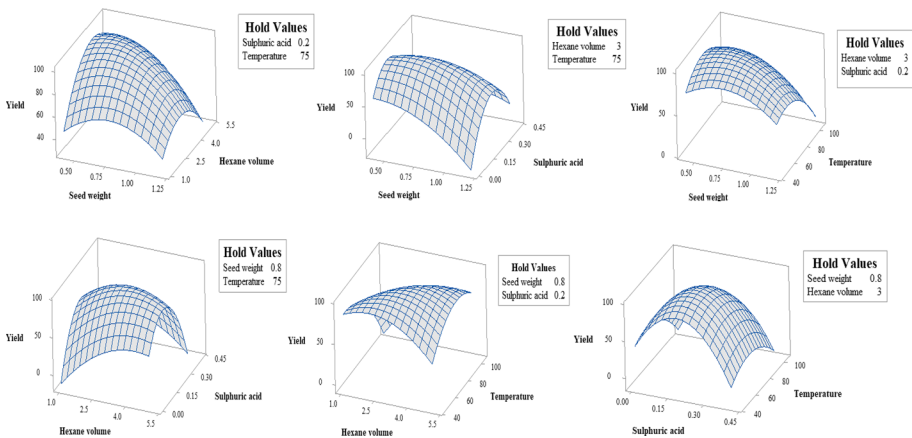 Hold Values
Sulphuric acid 0.2
Temperature 75
100
80
60
40
Yield
0.50
0.75
1.00
1.25
Seed weight
1.0
2.5
4.0
5.5
Hexane volume
Hold Values
Hexane volume 3
Temperature 75
100
50
0
Yield
0.50
0.75
1.00
1.25
Seed weight
0.00
0.15
0.30
0.45
Sulphuric acid
Hold Values
Hexane volume 3
Sulphuric acid 0.2
100
50
0
Yield
0.50
0.75
1.00
1.25
Seed weight
40
60
80
100
Temperature
Hold Values
Seed weight 0.8
Temperature 75
100
50
0
Yield
1.0
2.5
4.0
5.5
Hexane volume
0.00
0.15
0.30
0.45
Sulphuric acid
Hold Values
Seed weight 0.8
Sulphuric acid 0.2
100
50
0
Yield
1.0
2.5
4.0
5.5
Hexane volume
40
60
80
100
Temperature
Hold Values
Seed weight 0.8
Hexane volume 3
100
50
0
Yield
0.00
0.15
0.30
0.45
Sulphuric acid
40
60
80
100
Temperature